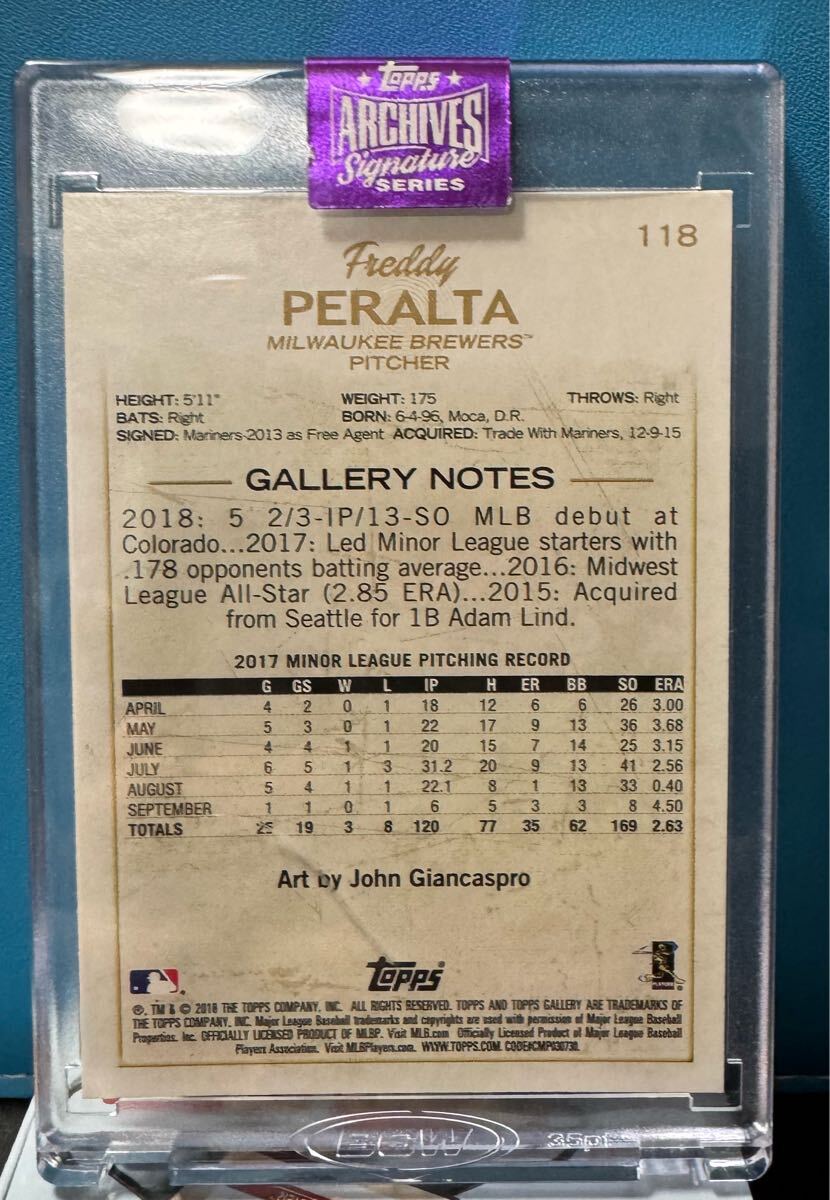 Topps
ARCHIVES
Signature
SERIES
118
Freddy
PERALTA
MILWAUKEE BREWERS™
PITCHER
HEIGHT: 5'11" WEIGHT: 175 THROWS: Right
BATS: Right BORN: 6-4-96, Moca, D.R.
SIGNED: Mariners-2013 as Free Agent ACQUIRED: Trade With Mariners, 12-9-15
GALLERY NOTES
2018: 5 2/3-IP/13-SO MLB debut at
Colorado...2017: Led Minor League starters with
.178 opponents batting average...2016: Midwest
League All-Star (2.85 ERA)...2015: Acquired
from Seattle for 1B Adam Lind.
2017 MINOR LEAGUE PITCHING RECORD
G GS W L IP H ER BB SO ERA
APRIL 4 2 0 1 18 12 6 6 26 3.00
MAY 5 3 0 1 22 17 9 13 36 3.68
JUNE 4 4 1 1 20 15 7 14 25 3.15
JULY 6 5 1 3 31.2 20 9 13 41 2.56
AUGUST 5 4 1 1 22.1 8 1 13 33 0.40
SEPTEMBER 1 1 0 1 6 5 3 3 8 4.50
TOTALS 25 19 3 8 120 77 35 62 169 2.63
Art by John Giancaspro
Topps
PLAYERS
®, TM & © 2018 THE TOPPS COMPANY, INC. ALL RIGHTS RESERVED. TOPPS AND TOPPS GALLERY ARE TRADEMARKS OF
THE TOPPS COMPANY, INC. Major League Baseball trademarks and copyrights are used with permission of Major League Baseball
Properties, Inc. OFFICIALLY LICENSED PRODUCT OF MLBP. Visit MLB.com Officially Licensed Product of Major League Baseball
Players Association. Visit MLBPlayers.com. WWW.TOPPS.COM. CODE#CMP030730.
BCW 35pt